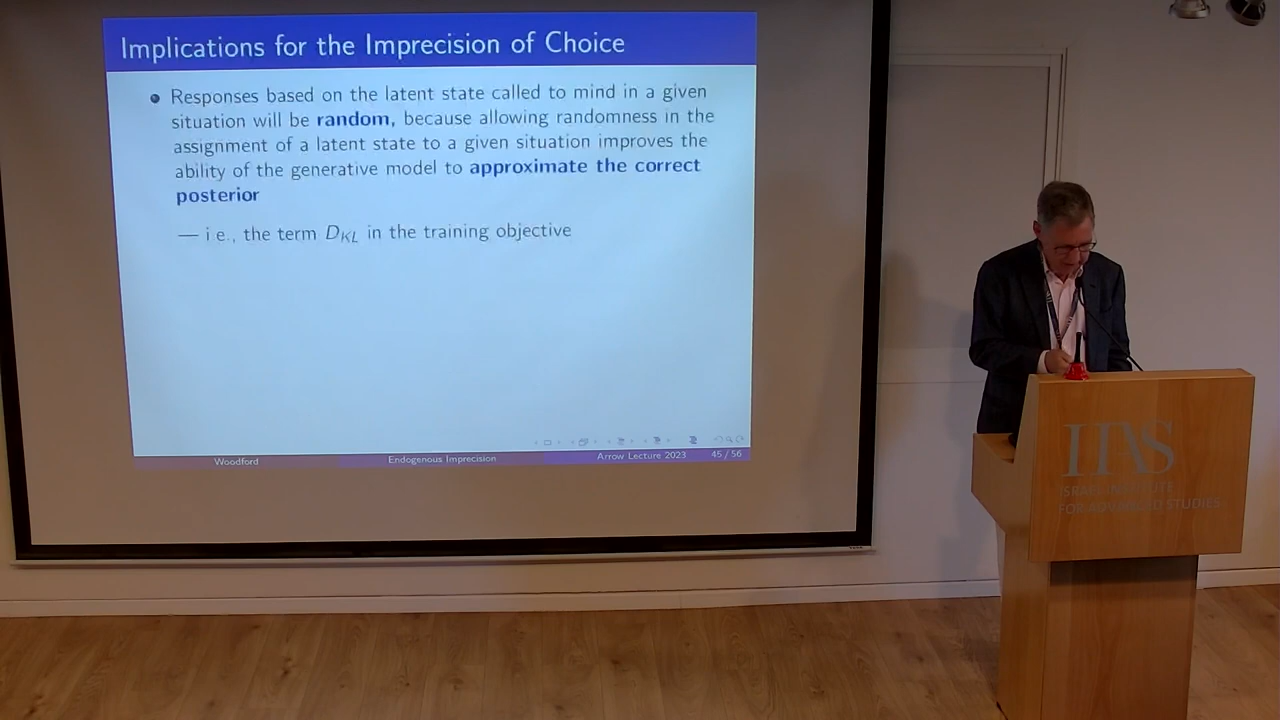 Implications for the Imprecision of Choice
Responses based on the latent state called to mind in a given
situation will be random, because allowing randomness in the
assignment of a latent state to a given situation improves the
ability of the generative model to approximate the correct
posterior
— i.e., the term D_KL in the training objective
Woodford Endogenous Imprecision Arrow Lecture 2023 45 / 56
IIAS
ISRAEL INSTITUTE
FOR ADVANCED STUDIES